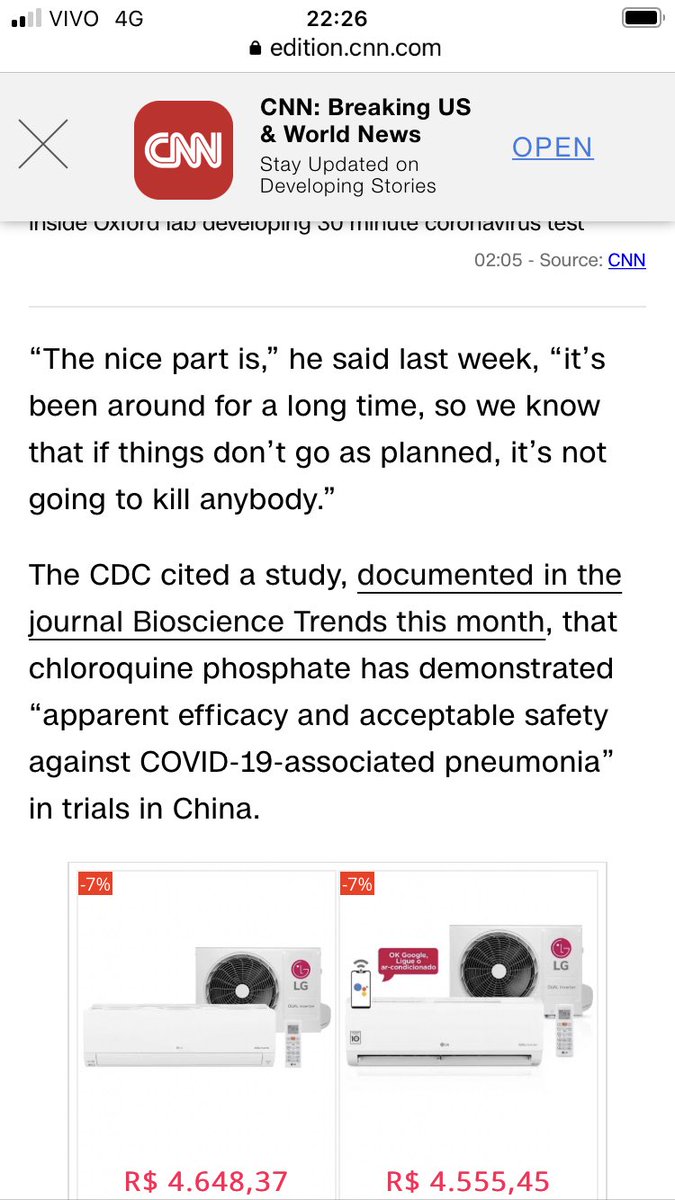 VIVO 4G 22:26
edition.cnn.com
CNN: Breaking US
& World News
Stay Updated on
Developing Stories
CNN
OPEN
Inside Oxford lab developing 30 minute coronavirus test
02:05 - Source: CNN
“The nice part is,” he said last week, “it’s
been around for a long time, so we know
that if things don’t go as planned, it’s not
going to kill anybody.”
The CDC cited a study, documented in the
journal Bioscience Trends this month, that
chloroquine phosphate has demonstrated
“apparent efficacy and acceptable safety
against COVID-19-associated pneumonia”
in trials in China.
-7%
LG
DUAL Inverter
R$ 4.648,37
-7%
OK Google,
Ligue o
ar-condicionado
LG
10
R$ 4.555,45